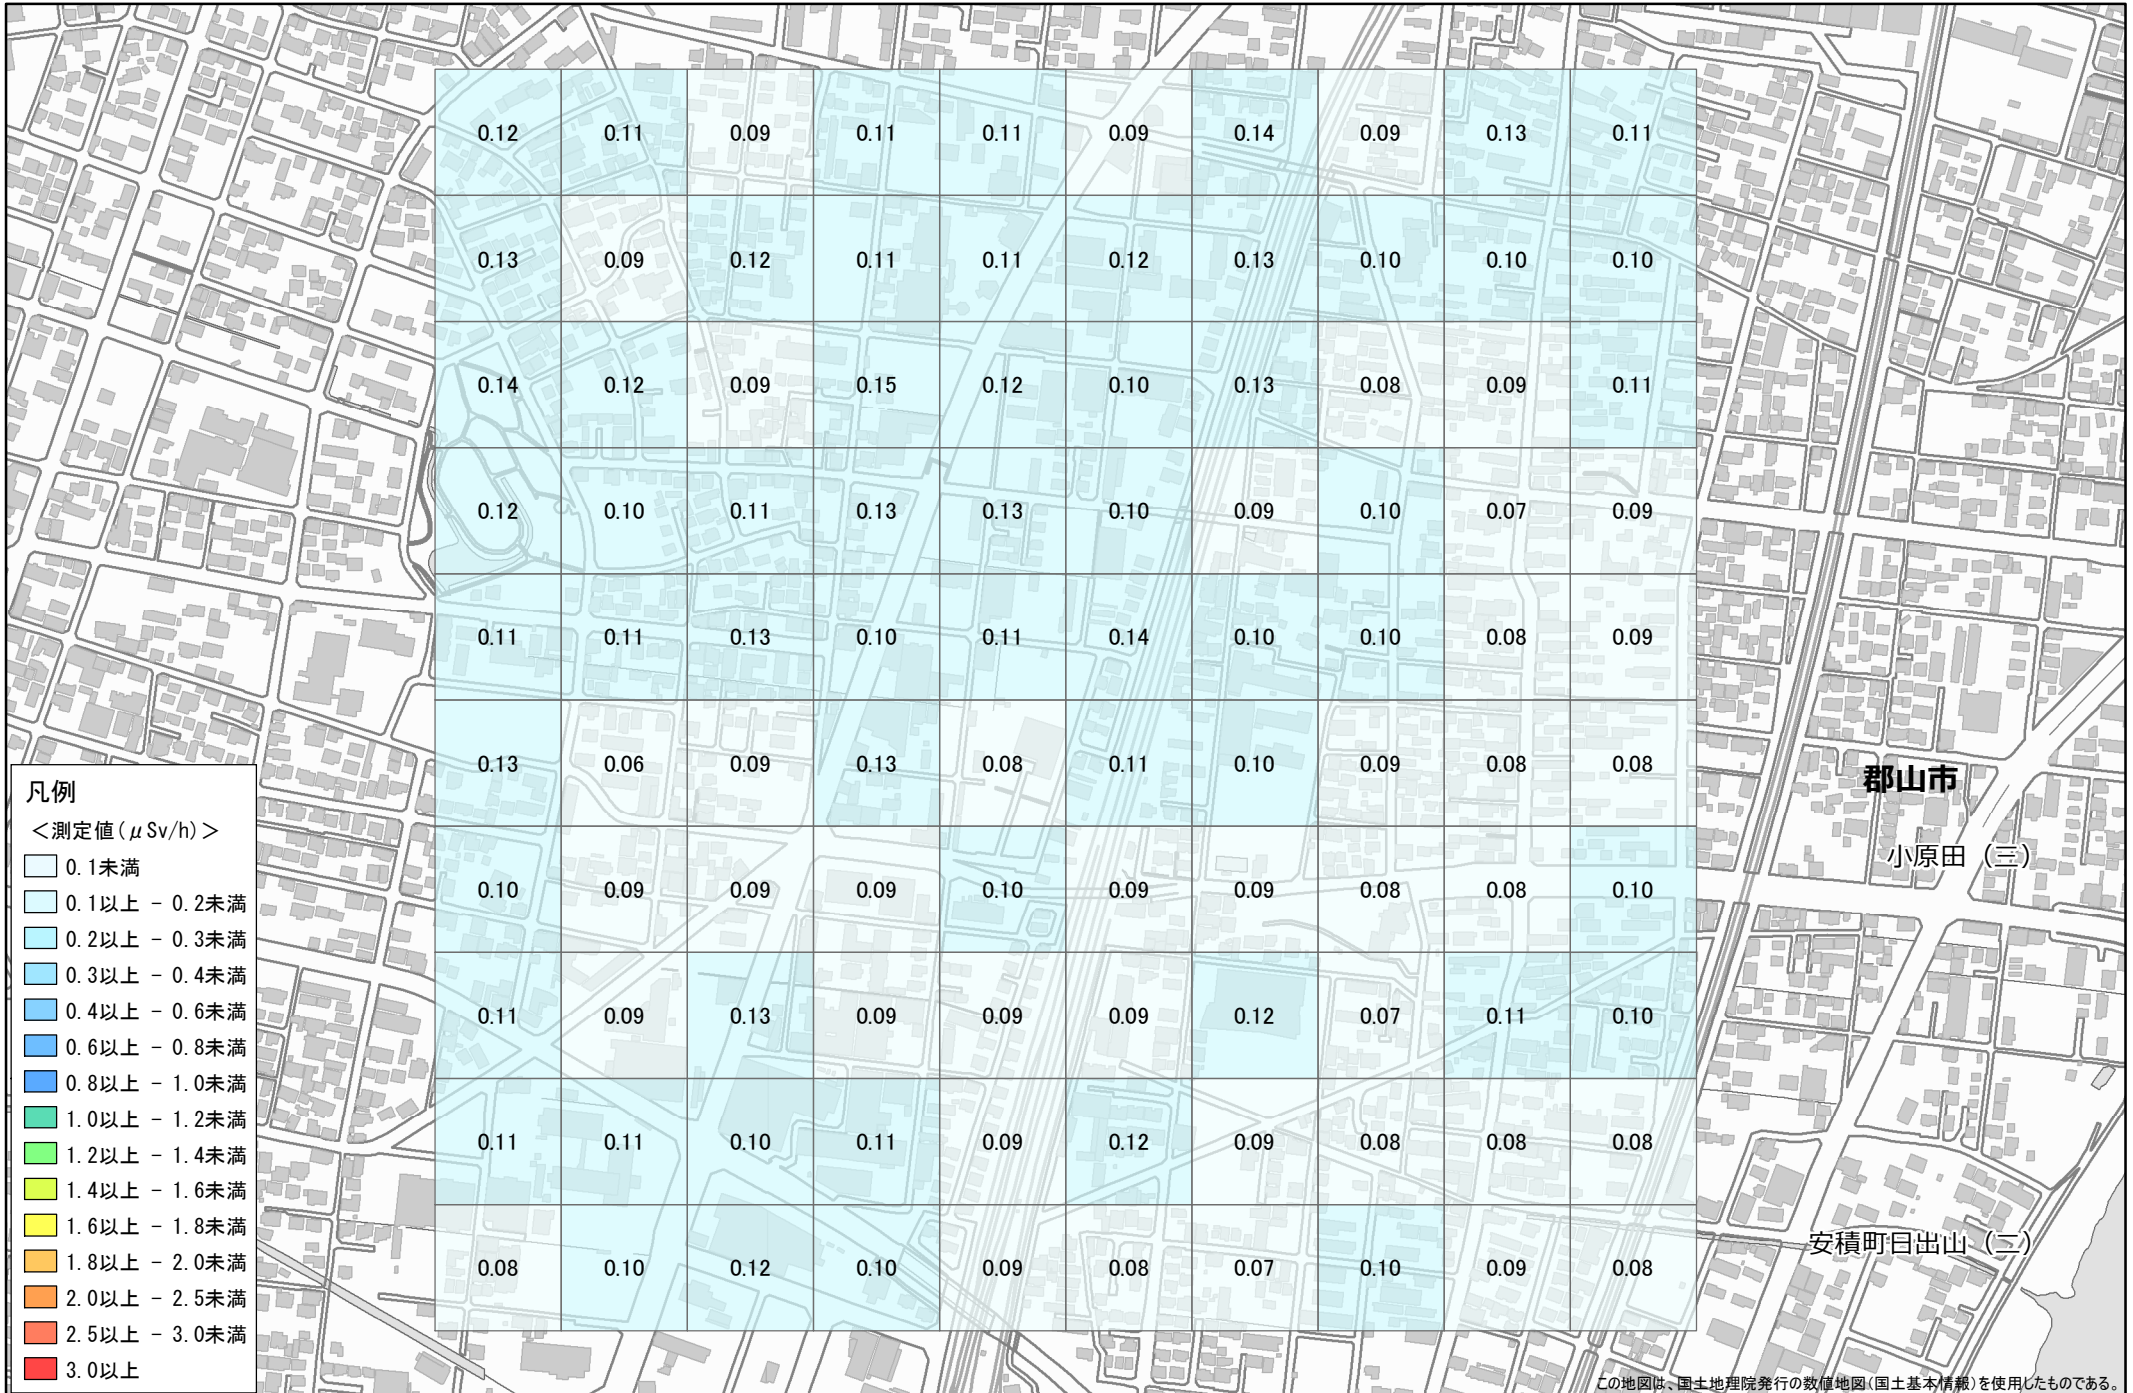 0.12 0.11 0.09 0.11 0.11 0.09 0.14 0.09 0.13 0.11
0.13 0.09 0.12 0.11 0.11 0.12 0.13 0.10 0.10 0.10
0.14 0.12 0.09 0.15 0.12 0.10 0.13 0.08 0.09 0.11
0.12 0.10 0.11 0.13 0.13 0.10 0.09 0.10 0.07 0.09
0.11 0.11 0.13 0.10 0.11 0.14 0.10 0.10 0.08 0.09
0.13 0.06 0.09 0.13 0.08 0.11 0.10 0.09 0.08 0.08
0.10 0.09 0.09 0.09 0.10 0.09 0.09 0.08 0.08 0.10
0.11 0.09 0.13 0.09 0.09 0.09 0.12 0.07 0.11 0.10
0.11 0.11 0.10 0.11 0.09 0.12 0.09 0.08 0.08 0.08
0.08 0.10 0.12 0.10 0.09 0.08 0.07 0.10 0.09 0.08
郡山市
小原田（三）
安積町日出山（二）
凡例
＜測定値(μSv/h)＞
0.1未満
0.1以上 − 0.2未満
0.2以上 − 0.3未満
0.3以上 − 0.4未満
0.4以上 − 0.6未満
0.6以上 − 0.8未満
0.8以上 − 1.0未満
1.0以上 − 1.2未満
1.2以上 − 1.4未満
1.4以上 − 1.6未満
1.6以上 − 1.8未満
1.8以上 − 2.0未満
2.0以上 − 2.5未満
2.5以上 − 3.0未満
3.0以上
この地図は、国土地理院発行の数値地図(国土基本情報)を使用したものである。